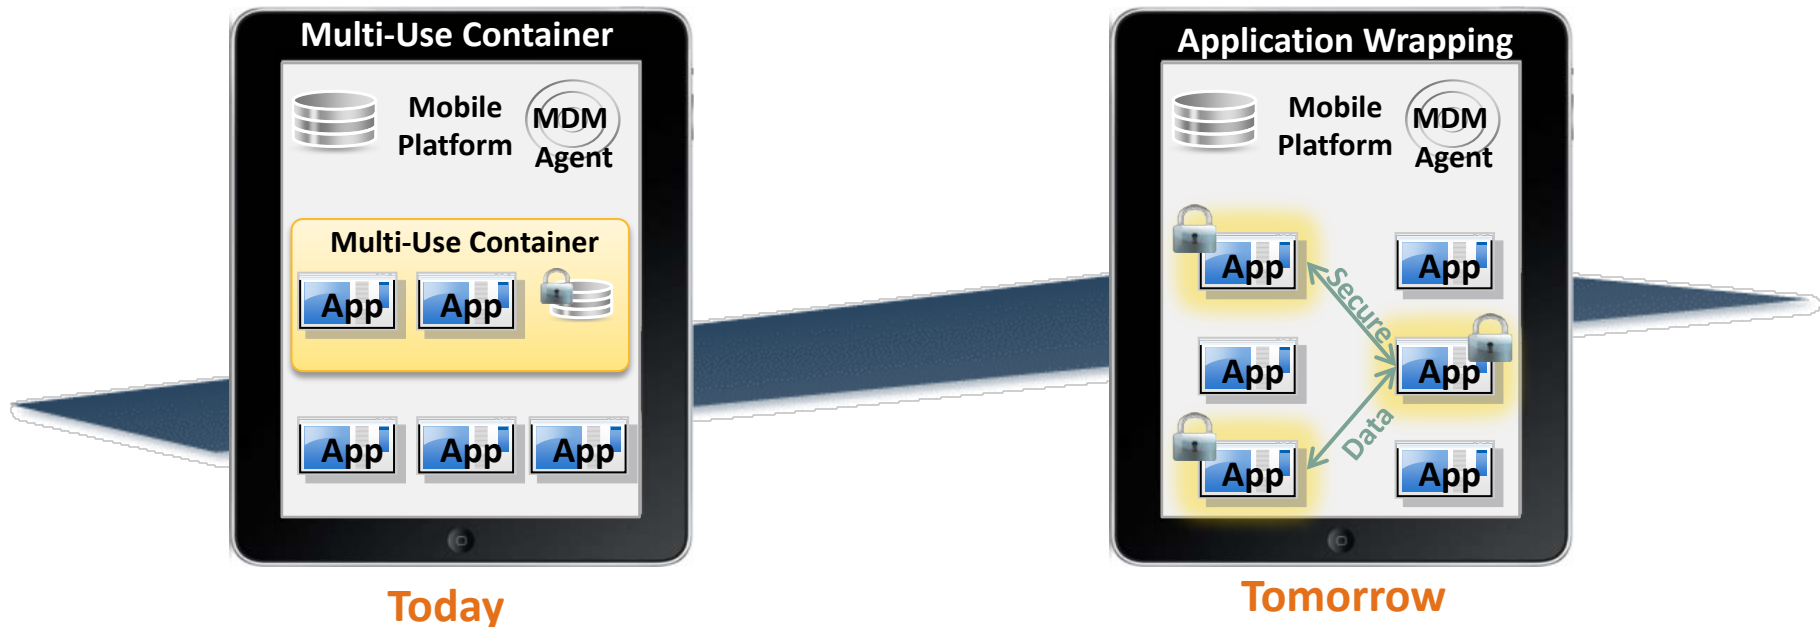 Multi-Use Container
Mobile
Platform
MDM
Agent
Multi-Use Container
App
App
App
App
App
Today
Application Wrapping
Mobile
Platform
MDM
Agent
App
App
Secure
App
App
Data
App
App
Tomorrow